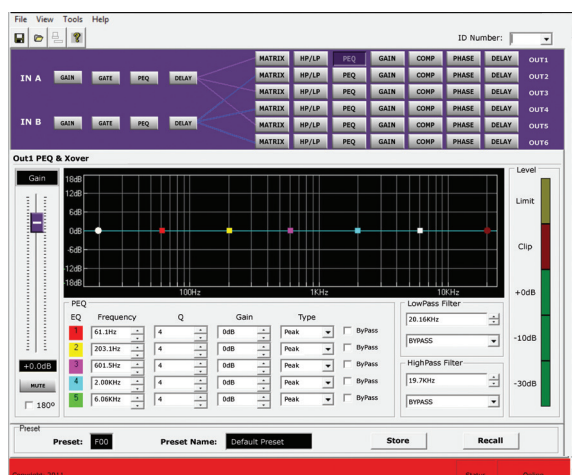 File View Tools Help
ID Number:
MATRIX HP/LP PEQ GAIN COMP PHASE DELAY OUT1
IN A GAIN GATE PEQ DELAY MATRIX HP/LP PEQ GAIN COMP PHASE DELAY OUT2
MATRIX HP/LP PEQ GAIN COMP PHASE DELAY OUT3
MATRIX HP/LP PEQ GAIN COMP PHASE DELAY OUT4
IN B GAIN GATE PEQ DELAY MATRIX HP/LP PEQ GAIN COMP PHASE DELAY OUT5
MATRIX HP/LP PEQ GAIN COMP PHASE DELAY OUT6
Out1 PEQ & Xover
Gain
+0.0dB
MUTE
180º
18dB
12dB
6dB
0dB
-6dB
-12dB
-18dB
100Hz 1KHz 10KHz
Level
Limit
Clip
+0dB
-10dB
-30dB
PEQ
EQ Frequency Q Gain Type
1 61.1Hz 4 0dB Peak ByPass
2 203.1Hz 4 0dB Peak ByPass
3 601.5Hz 4 0dB Peak ByPass
4 2.00KHz 4 0dB Peak ByPass
5 6.06KHz 4 0dB Peak ByPass
LowPass Filter
20.16KHz
BYPASS
HighPass Filter
19.7KHz
BYPASS
Preset
Preset: F00 Preset Name: Default Preset Store Recall